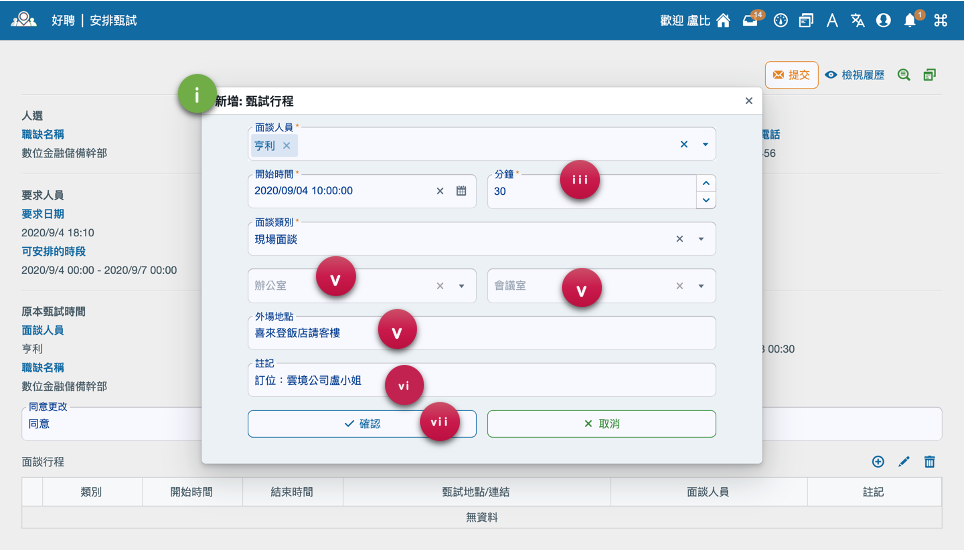 好聘 | 安排甄試
歡迎 盧比
14
1
提交
檢視履歷
人選
職缺名稱
數位金融儲備幹部
電話
56
要求人員
要求日期
2020/9/4 18:10
可安排的時段
2020/9/4 00:00 - 2020/9/7 00:00
原本甄試時間
面談人員
亨利
00:30
職缺名稱
數位金融儲備幹部
同意更改
同意
i
新增: 甄試行程
面談人員 *
亨利
開始時間 *
2020/09/04 10:00:00
分鐘 *
30
iii
面談類別 *
現場面談
辦公室
v
會議室
v
外場地點
喜來登飯店請客樓
v
註記
訂位：雲境公司盧小姐
vi
確認
vii
取消
面談行程
類別 開始時間 結束時間 甄試地點/連結 面談人員 註記
無資料